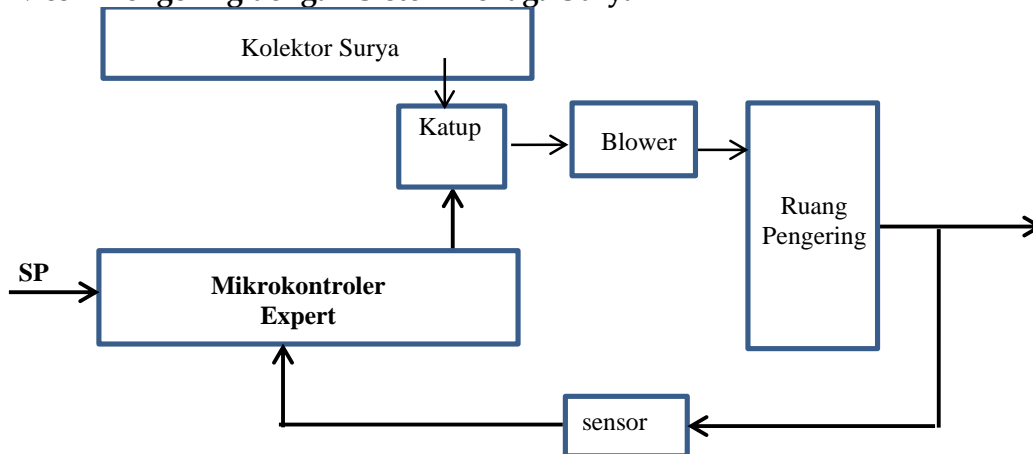 Kolektor Surya
Katup
Blower
Ruang
Pengering
SP
Mikrokontroler
Expert
sensor